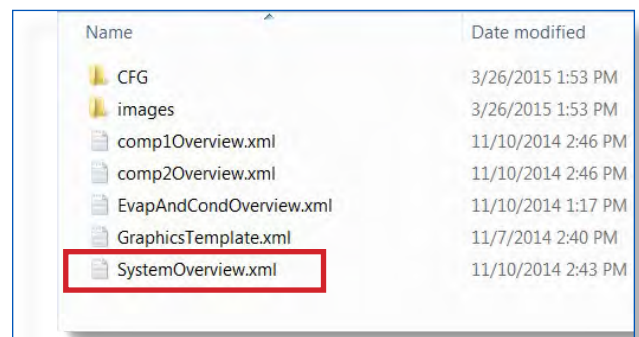 Name Date modified
CFG 3/26/2015 1:53 PM
images 3/26/2015 1:53 PM
comp1Overview.xml 11/10/2014 2:46 PM
comp2Overview.xml 11/10/2014 2:46 PM
EvapAndCondOverview.xml 11/10/2014 1:17 PM
GraphicsTemplate.xml 11/7/2014 2:40 PM
SystemOverview.xml 11/10/2014 2:43 PM